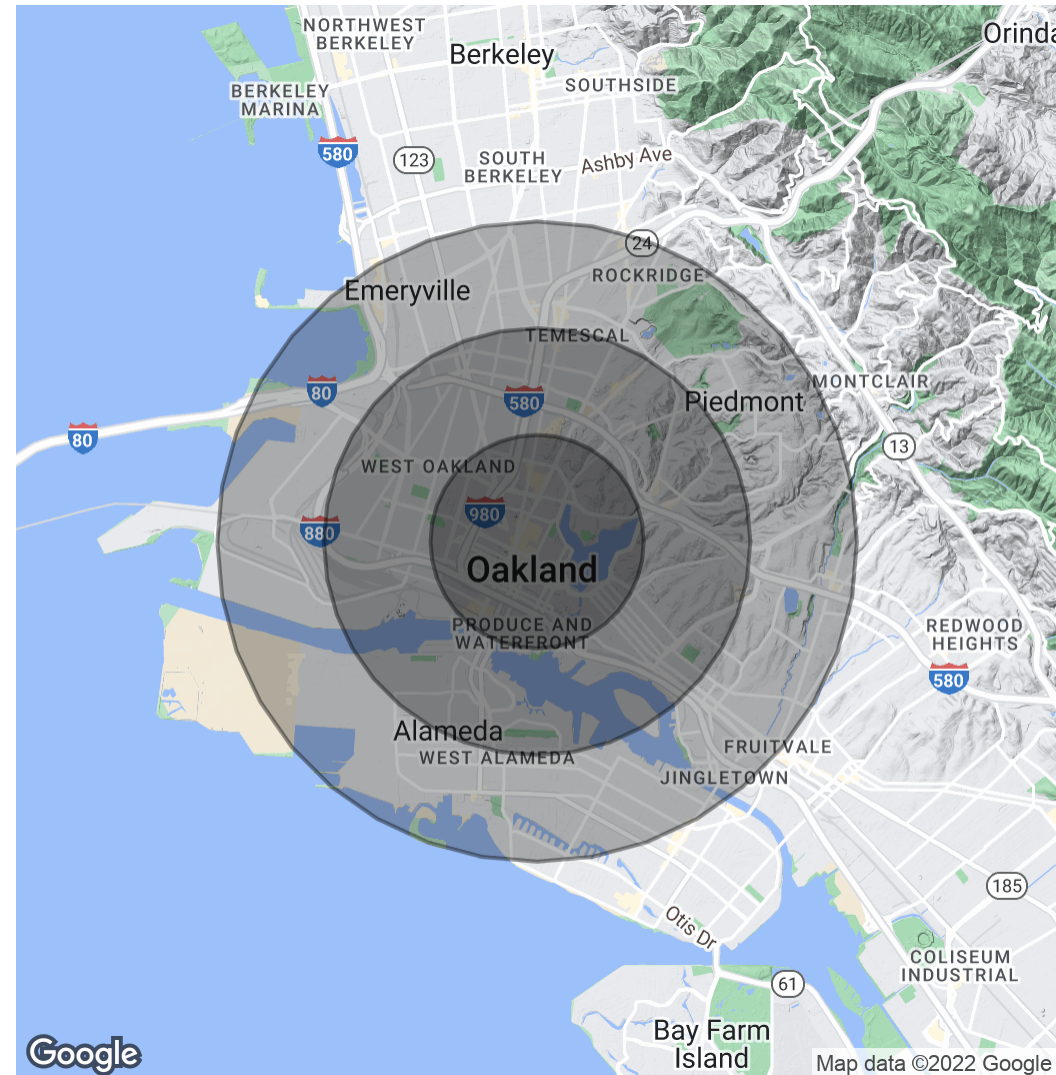 NORTHWEST
BERKELEY
Orinda
Berkeley
SOUTHSIDE
BERKELEY
MARINA
580
123
SOUTH
BERKELEY
Ashby Ave
24
ROCKRIDGE
Emeryville
TEMESCAL
MONTCLAIR
80
580
Piedmont
80
13
WEST OAKLAND
980
880
Oakland
PRODUCE AND
WATERFRONT
REDWOOD
HEIGHTS
580
Alameda
WEST ALAMEDA
FRUITVALE
JINGLETOWN
185
Otis Dr
COLISEUM
INDUSTRIAL
61
Bay Farm
Island
Google
Map data ©2022 Google